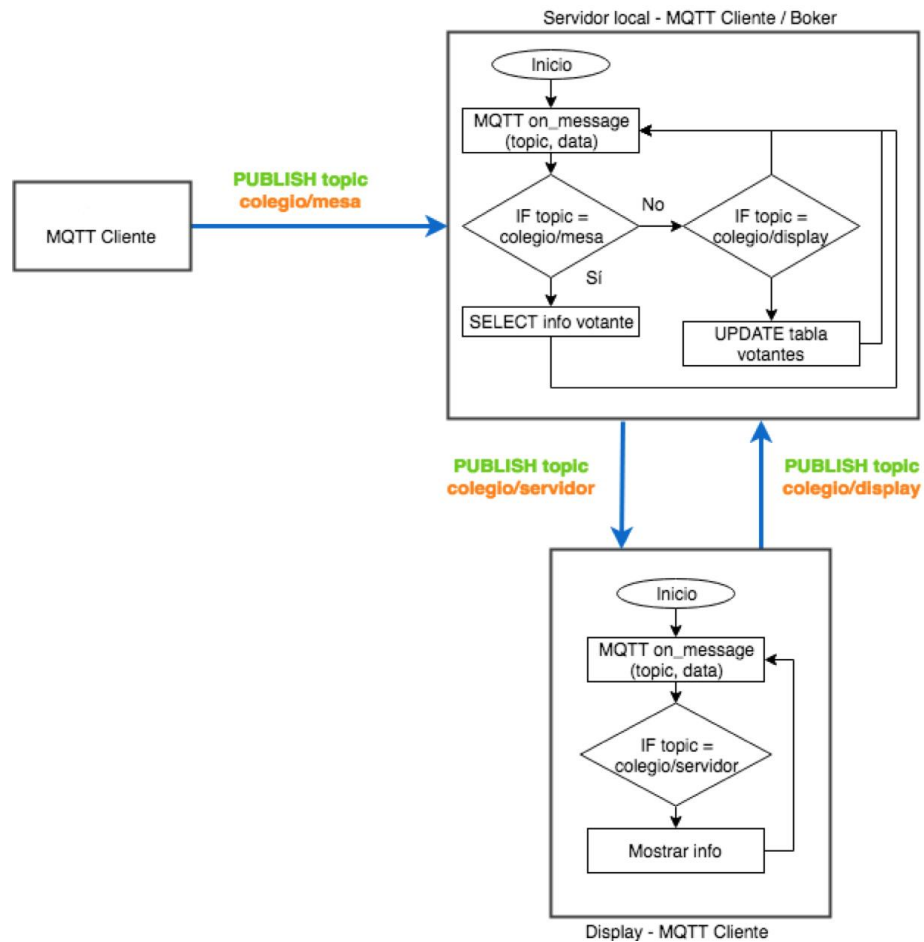 Servidor local - MQTT Cliente / Boker
Inicio
MQTT on_message
(topic, data)
PUBLISH topic
colegio/mesa
MQTT Cliente
IF topic =
colegio/mesa
No
IF topic =
colegio/display
Sí
SELECT info votante
UPDATE tabla
votantes
PUBLISH topic
colegio/servidor
PUBLISH topic
colegio/display
Inicio
MQTT on_message
(topic, data)
IF topic =
colegio/servidor
Mostrar info
Display - MQTT Cliente